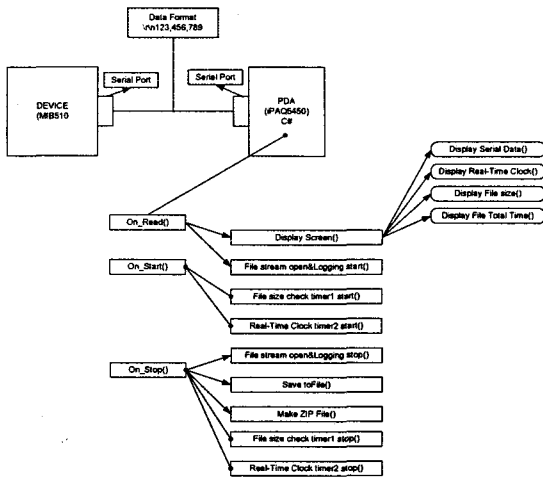 Data Format
\r\n123,456,789
Serial Port
Serial Port
DEVICE
(MIB510
PDA
(iPAQ5450)
C#
Display Serial Data()
Display Real-Time Clock()
Display File size()
Display File Total Time()
On_Read()
Display Screen()
File stream open&Logging start()
On_Start()
File size check timer1 start()
Real-Time Clock timer2 start()
File stream open&Logging stop()
On_Stop()
Save toFile()
Make ZIP File()
File size check timer1 stop()
Real-Time Clock timer2 stop()